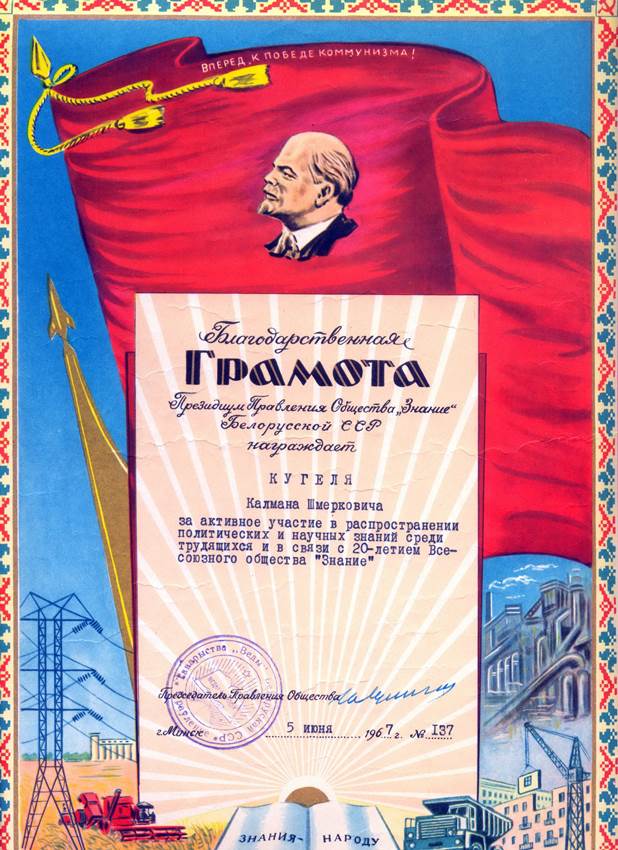 ВПЕРЕД, К ПОБЕДЕ КОММУНИЗМА!
Благодарственная
ГРАМОТА
Президиум Правления Общества „Знание“
Белорусской ССР
награждает
КУГЕЛЯ
Калмана Шмерковича
за активное участие в распространении
политических и научных знаний среди
трудящихся и в связи с 20-летием Все-
союзного общества "Знание"
Таварыства „Веды“
Председатель Правления Общества
г. Минск 5 июня 1967 г. № 137
ЗНАНИЯ- НАРОДУ